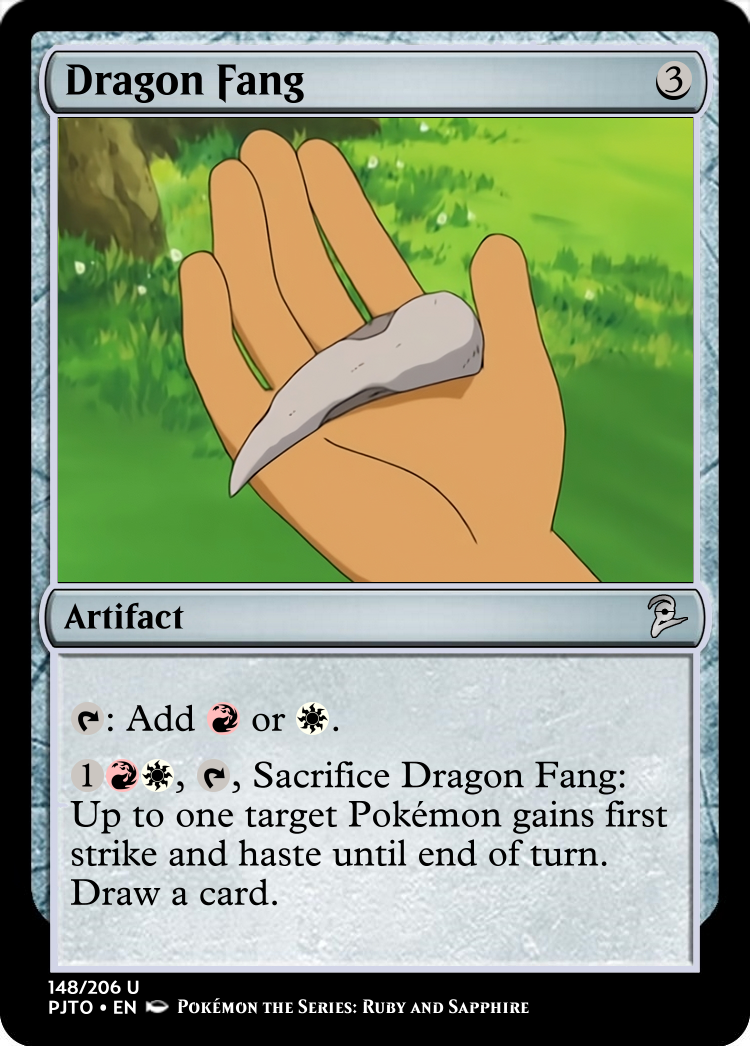 Dragon Fang 3
Artifact
: Add or .
1, , Sacrifice Dragon Fang:
Up to one target Pokémon gains first
strike and haste until end of turn.
Draw a card.
148/206 U
PJTO • EN Pokémon the Series: Ruby and Sapphire